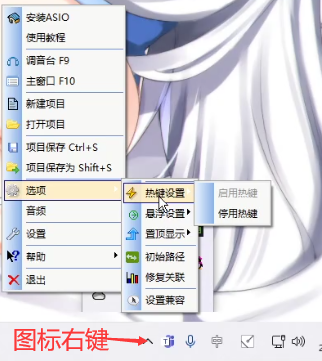 安装ASIO
使用教程
调音台 F9
主窗口 F10
新建项目
打开项目
项目保存 Ctrl+S
项目保存为 Shift+S
选项
音频
设置
帮助
退出
热键设置
悬浮设置
置顶显示
初始路径
修复关联
设置兼容
启用热键
停用热键
图标右键
中